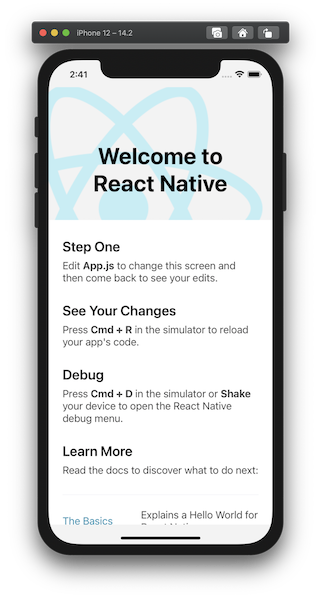 iPhone 12 – 14.2
2:41
Welcome to
React Native
Step One
Edit App.js to change this screen and
then come back to see your edits.
See Your Changes
Press Cmd + R in the simulator to reload
your app's code.
Debug
Press Cmd + D in the simulator or Shake
your device to open the React Native
debug menu.
Learn More
Read the docs to discover what to do next:
The Basics
Explains a Hello World for
React Native